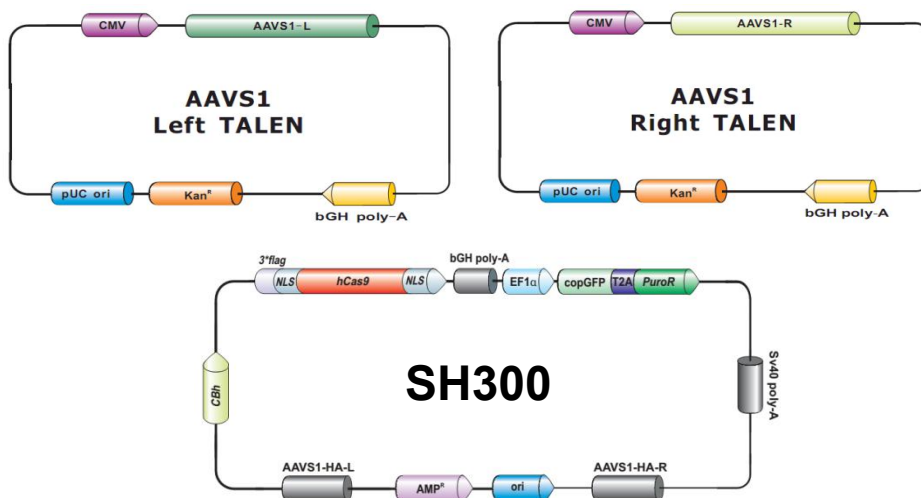 CMV
AAVS1-L
AAVS1
Left TALEN
pUC ori
Kan^R
bGH poly-A
CMV
AAVS1-R
AAVS1
Right TALEN
pUC ori
Kan^R
bGH poly-A
3*flag
NLS
hCas9
NLS
bGH poly-A
EF1α
copGFP
T2A
PuroR
CBh
SH300
Sv40 poly-A
AAVS1-HA-L
AMP^R
ori
AAVS1-HA-R